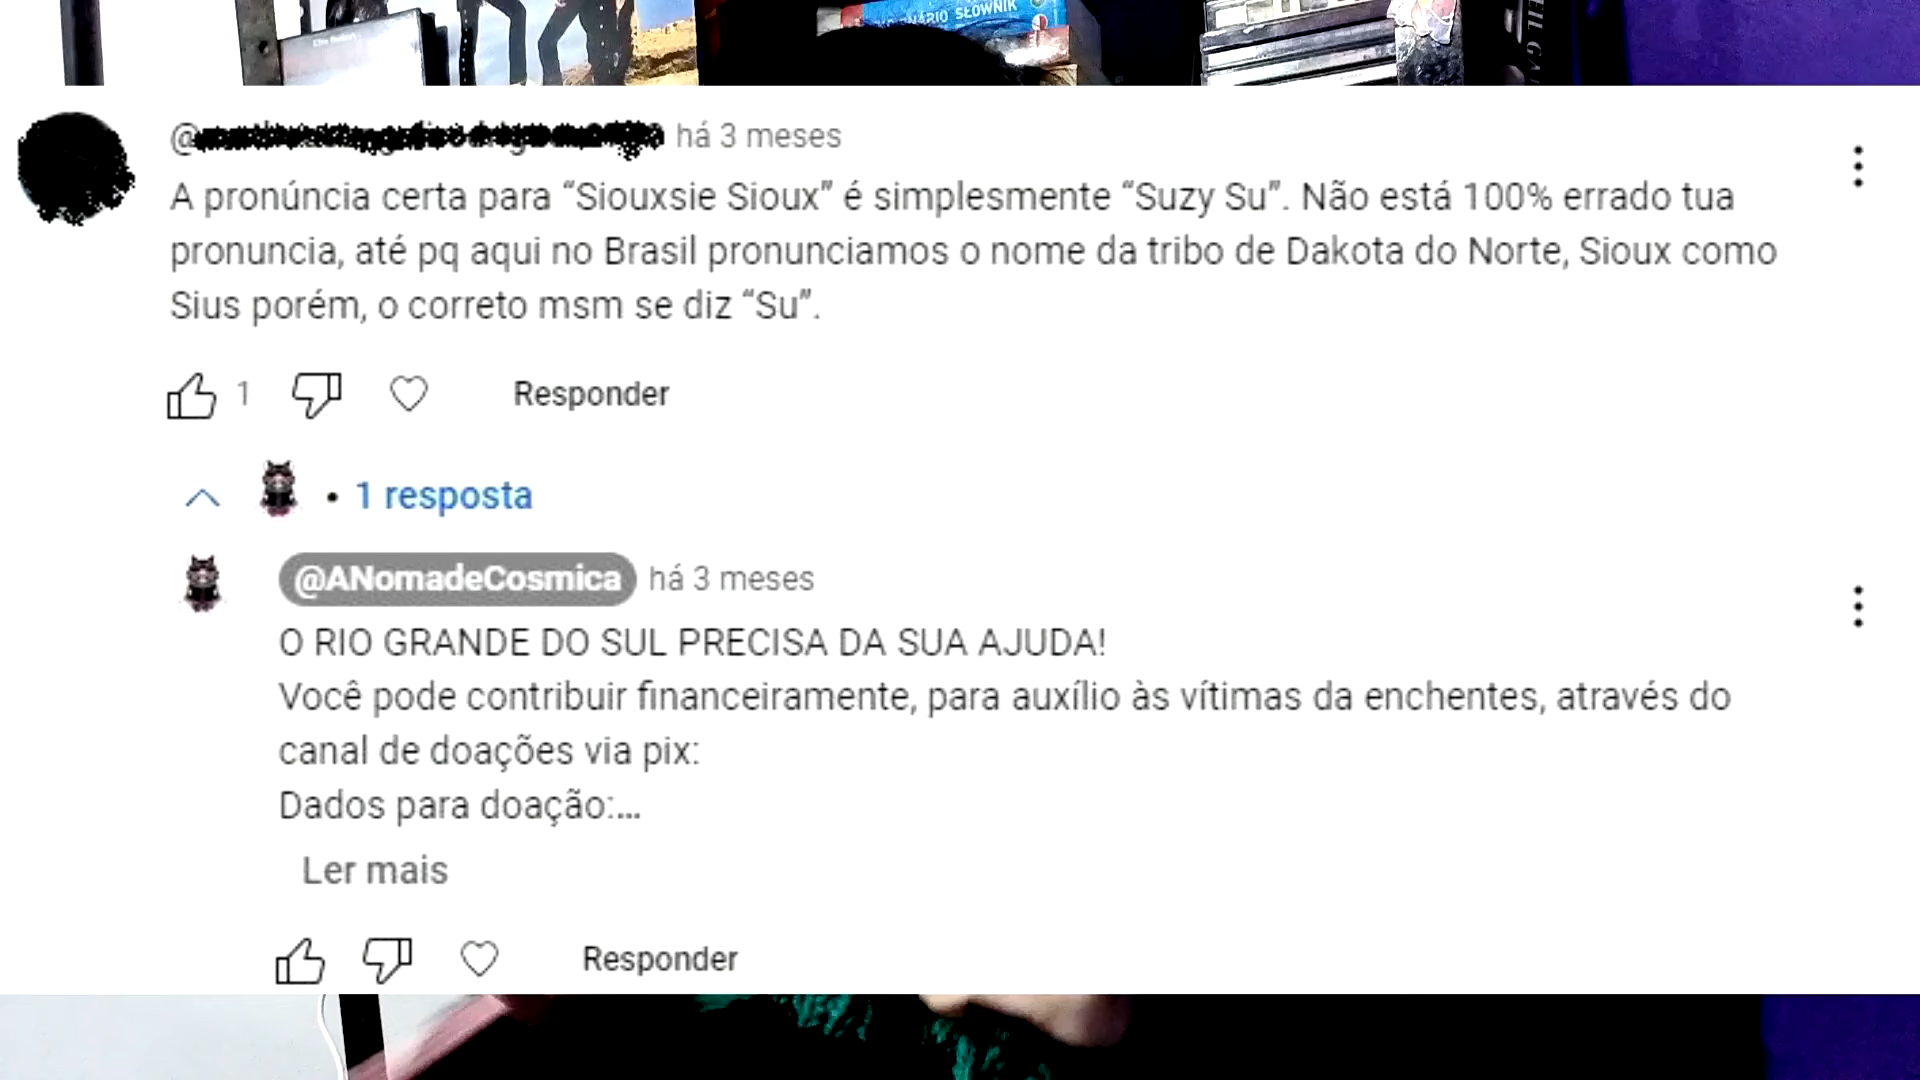 SŁOWNIK
@
há 3 meses
A pronúncia certa para “Siouxsie Sioux” é simplesmente “Suzy Su”. Não está 100% errado tua
pronuncia, até pq aqui no Brasil pronunciamos o nome da tribo de Dakota do Norte, Sioux como
Sius porém, o correto msm se diz “Su”.
1
Responder
• 1 resposta
@ANomadeCosmica há 3 meses
O RIO GRANDE DO SUL PRECISA DA SUA AJUDA!
Você pode contribuir financeiramente, para auxílio às vítimas da enchentes, através do
canal de doações via pix:
Dados para doação:...
Ler mais
Responder